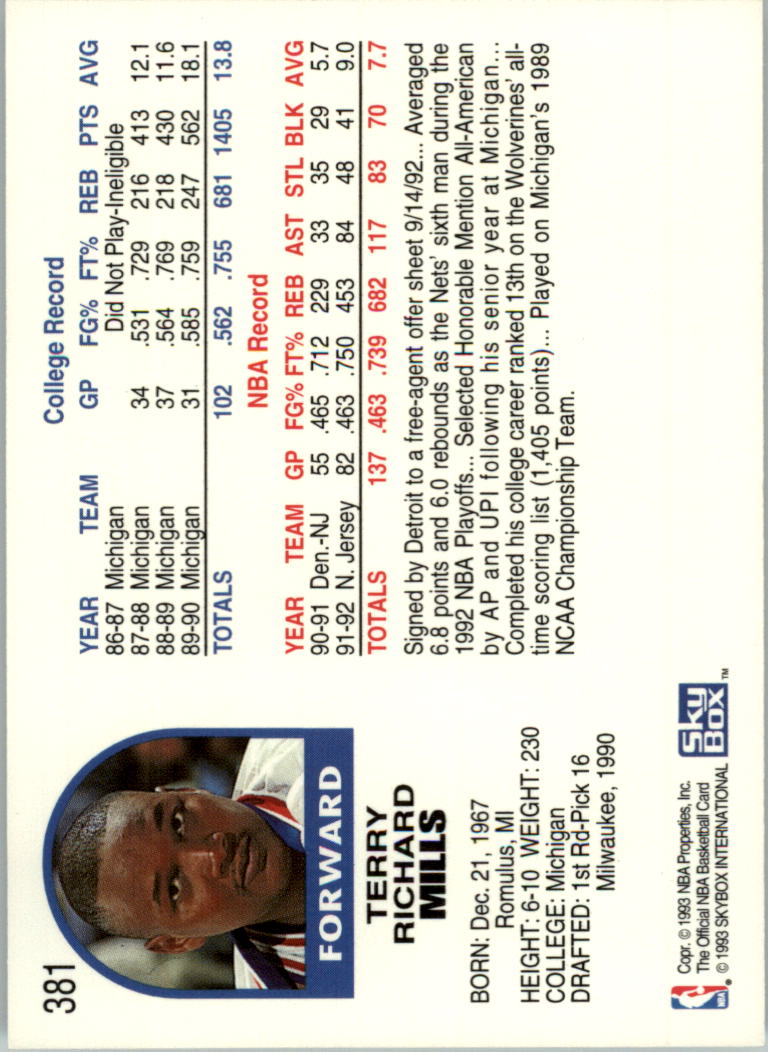 381
FORWARD
TERRY
RICHARD
MILLS
BORN: Dec. 21, 1967
Romulus, MI
HEIGHT: 6-10 WEIGHT: 230
COLLEGE: Michigan
DRAFTED: 1st Rd-Pick 16
Milwaukee, 1990
College Record
YEAR TEAM GP FG% FT% REB PTS AVG
86-87 Michigan Did Not Play-Ineligible
87-88 Michigan 34 .531 .729 216 413 12.1
88-89 Michigan 37 .564 .769 218 430 11.6
89-90 Michigan 31 .585 .759 247 562 18.1
TOTALS 102 .562 .755 681 1405 13.8
NBA Record
YEAR TEAM GP FG% FT% REB AST STL BLK AVG
90-91 Den.-NJ 55 .465 .712 229 33 35 29 5.7
91-92 N. Jersey 82 .463 .750 453 84 48 41 9.0
TOTALS 137 .463 .739 682 117 83 70 7.7
Signed by Detroit to a free-agent offer sheet 9/14/92... Averaged
6.8 points and 6.0 rebounds as the Nets' sixth man during the
1992 NBA Playoffs... Selected Honorable Mention All-American
by AP and UPI following his senior year at Michigan...
Completed his college career ranked 13th on the Wolverines' all-
time scoring list (1,405 points)... Played on Michigan's 1989
NCAA Championship Team.
NBA
Copr. © 1993 NBA Properties, Inc.
The Official NBA Basketball Card
© 1993 SKYBOX INTERNATIONAL
Sky
Box
™